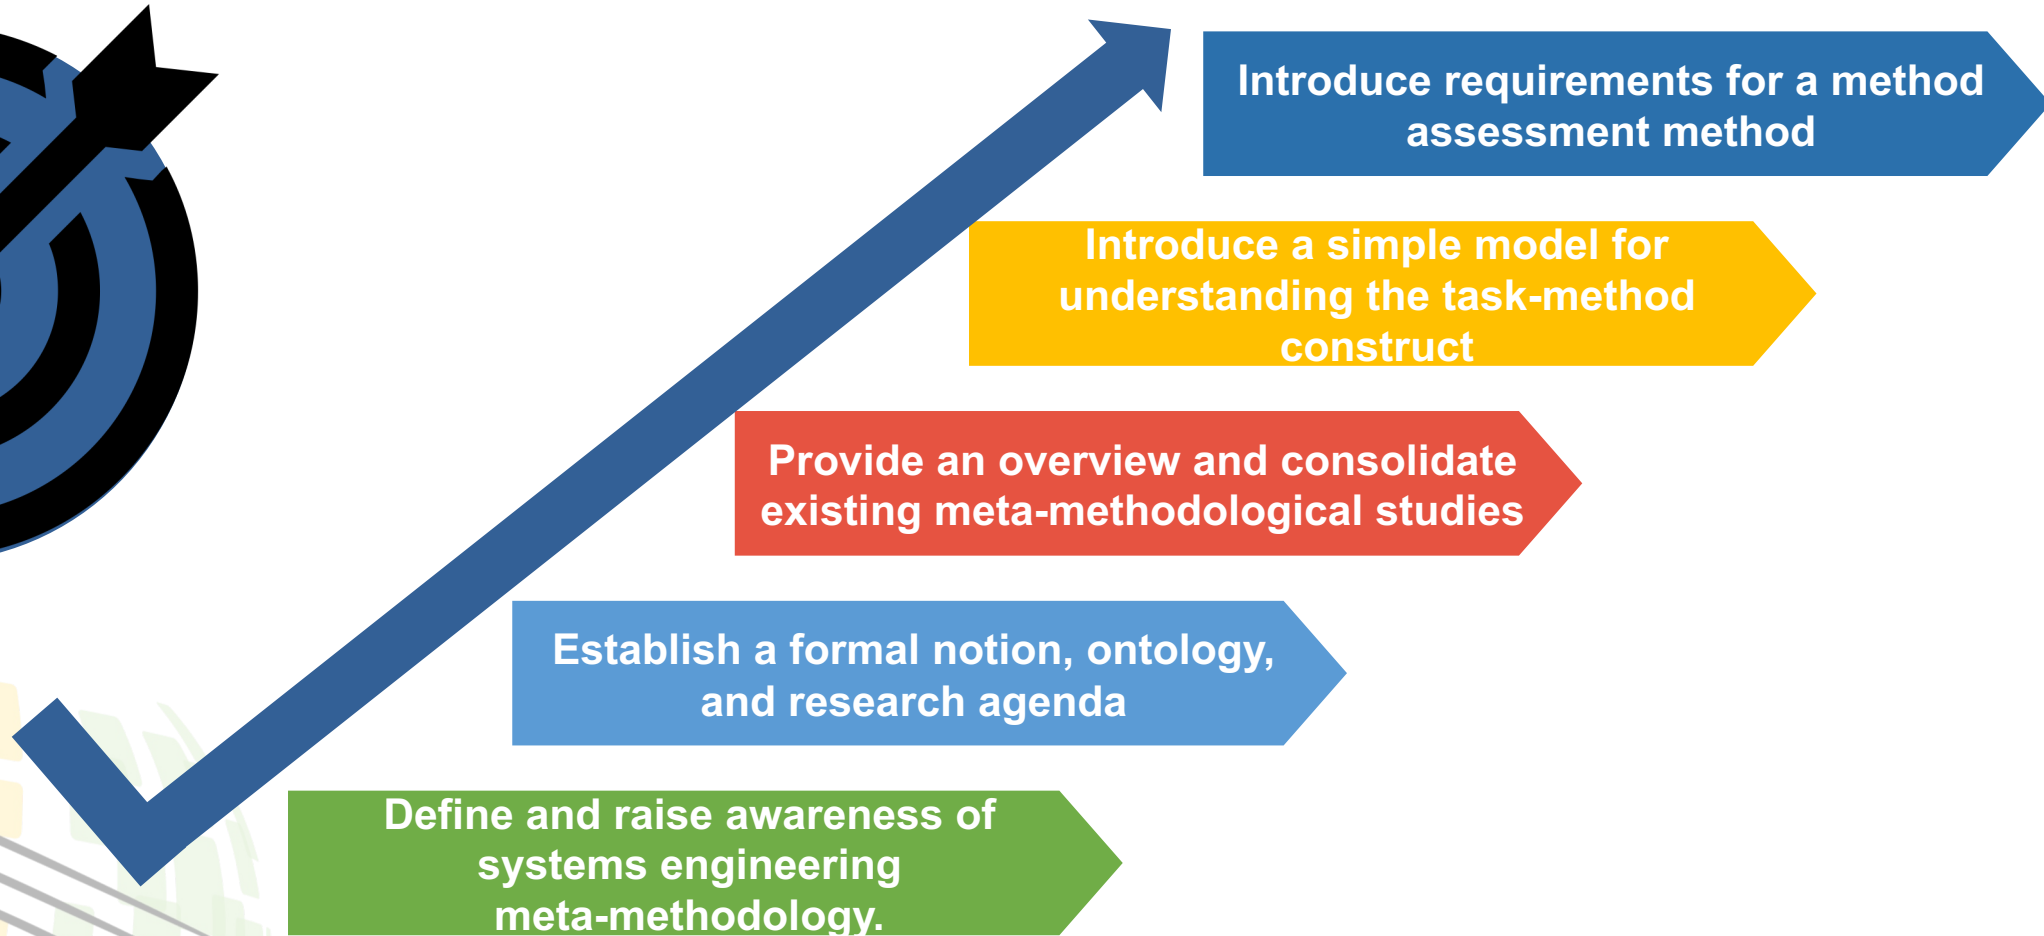 Introduce requirements for a method
assessment method
Introduce a simple model for
understanding the task-method
construct
Provide an overview and consolidate
existing meta-methodological studies
Establish a formal notion, ontology,
and research agenda
Define and raise awareness of
systems engineering
meta-methodology.